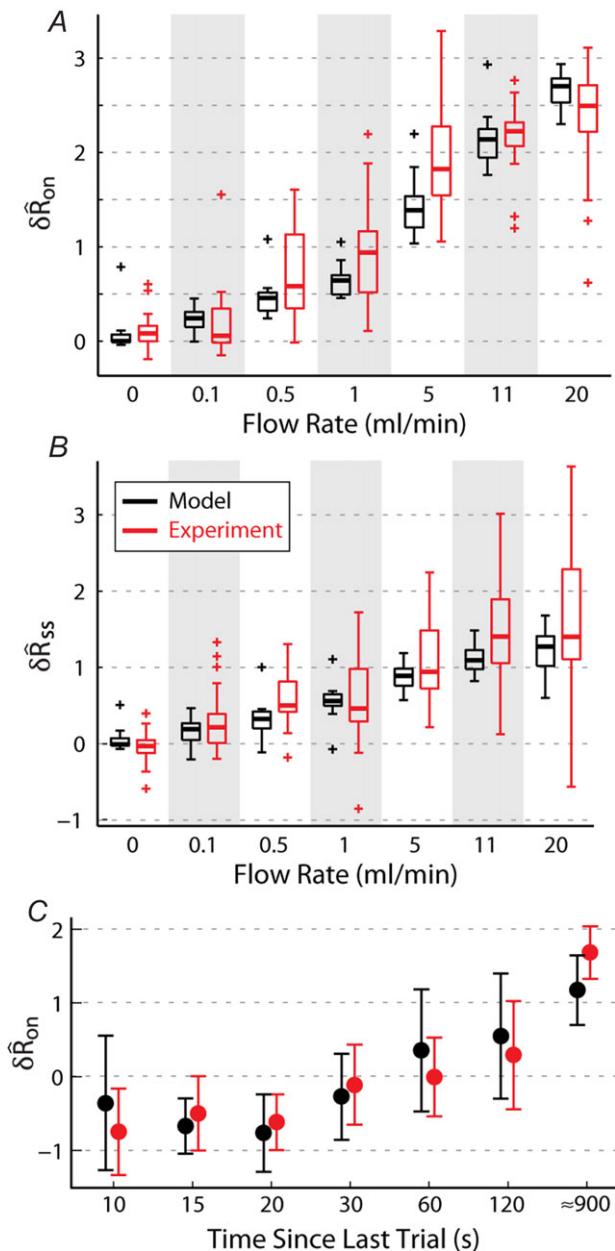 A
δR̂on
3
2
1
0
0 0.1 0.5 1 5 11 20
Flow Rate (ml/min)
B
δR̂ss
3
2
1
0
−1
Model
Experiment
0 0.1 0.5 1 5 11 20
Flow Rate (ml/min)
C
δR̂on
2
1
0
−1
10 15 20 30 60 120 ≈900
Time Since Last Trial (s)